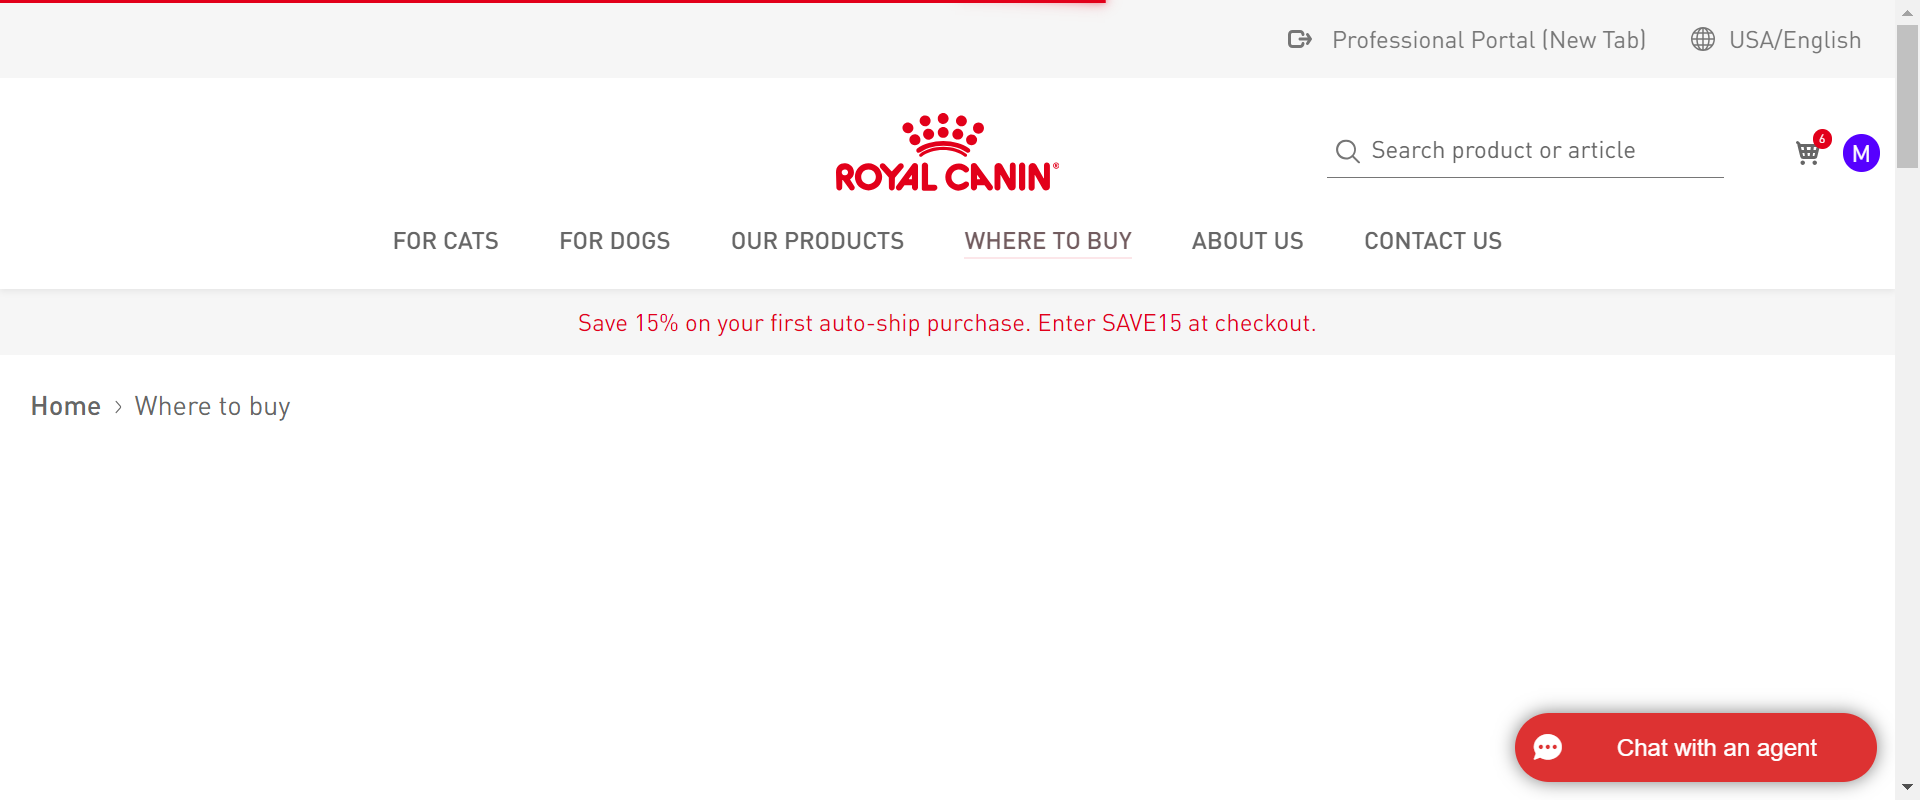 Professional Portal (New Tab)
USA/English
ROYAL CANIN®
Search product or article
6
M
FOR CATS
FOR DOGS
OUR PRODUCTS
WHERE TO BUY
ABOUT US
CONTACT US
Save 15% on your first auto-ship purchase. Enter SAVE15 at checkout.
Home > Where to buy
Chat with an agent